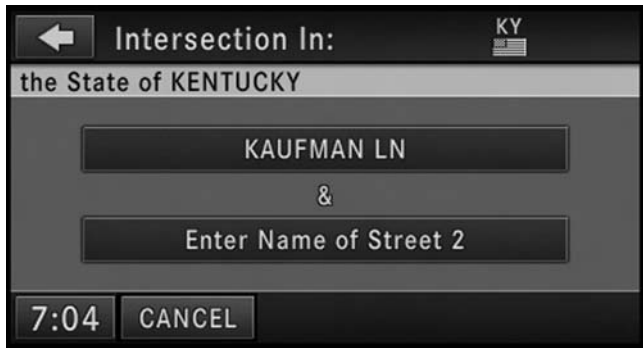 Intersection In:
KY
the State of KENTUCKY
KAUFMAN LN
&
Enter Name of Street 2
7:04
CANCEL